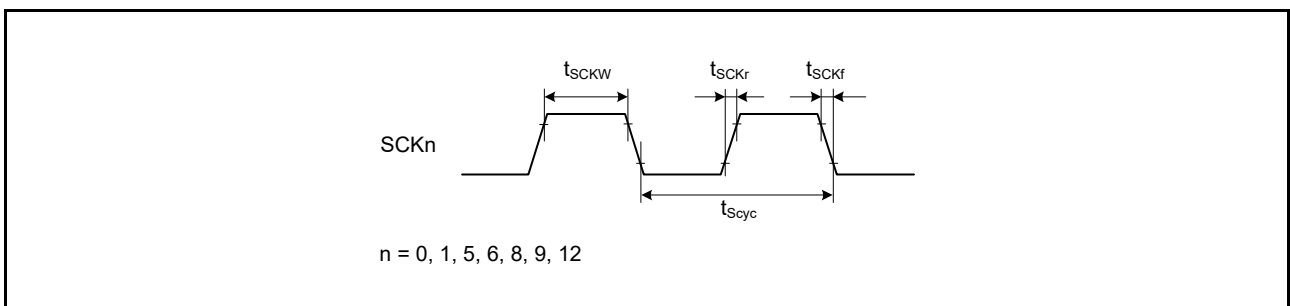 tSCKW tSCKr tSCKf
SCKn
tScyc
n = 0, 1, 5, 6, 8, 9, 12